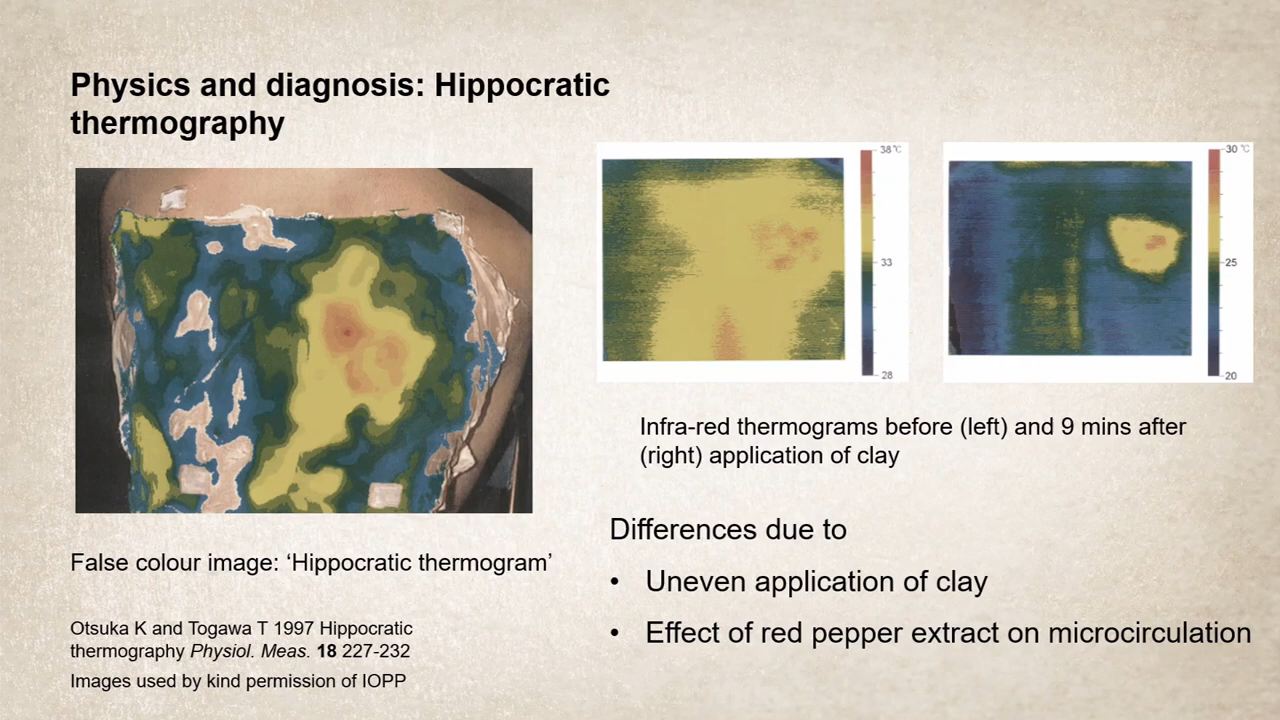 Physics and diagnosis: Hippocratic
thermography
38 °C
33
28
30 °C
25
20
Infra-red thermograms before (left) and 9 mins after
(right) application of clay
False colour image: ‘Hippocratic thermogram’
Differences due to
• Uneven application of clay
• Effect of red pepper extract on microcirculation
Otsuka K and Togawa T 1997 Hippocratic
thermography Physiol. Meas. 18 227-232
Images used by kind permission of IOPP